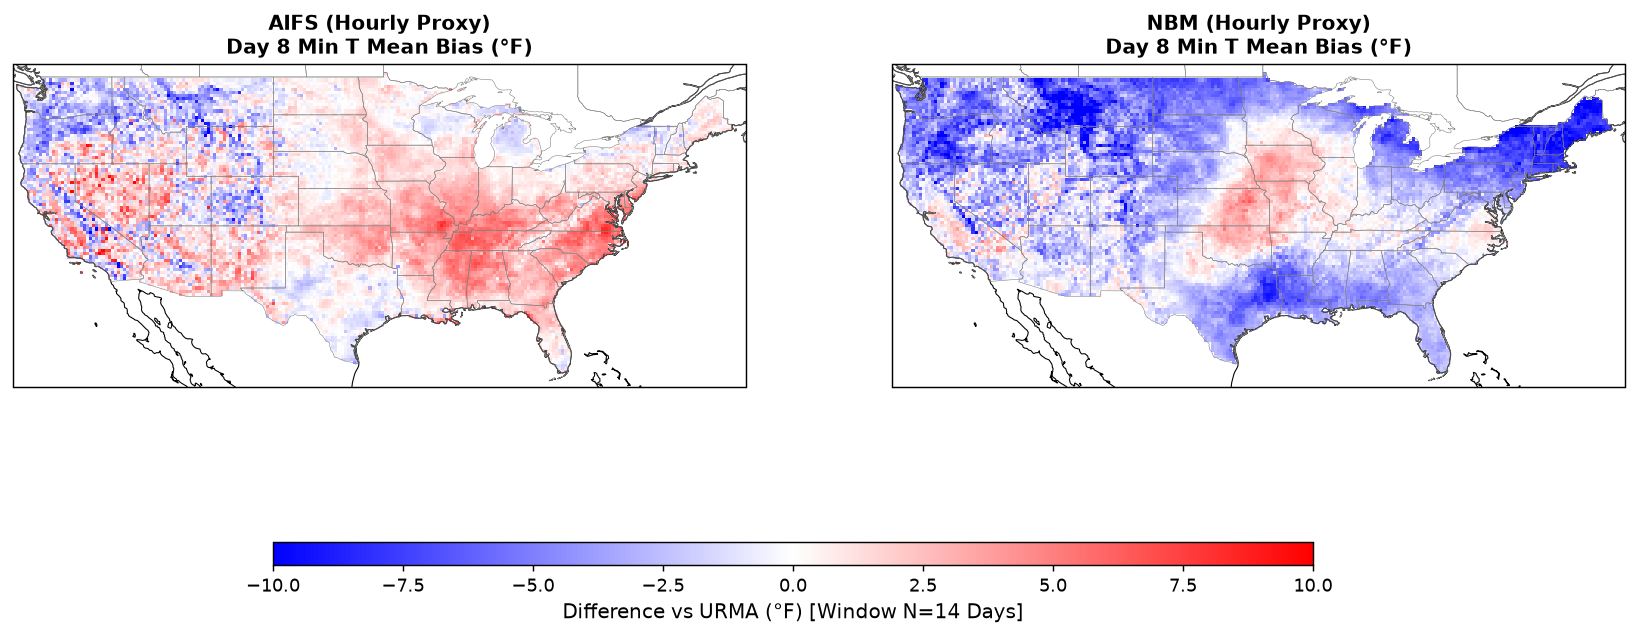 AIFS (Hourly Proxy)
Day 8 Min T Mean Bias (°F)
NBM (Hourly Proxy)
Day 8 Min T Mean Bias (°F)
−10.0 −7.5 −5.0 −2.5 0.0 2.5 5.0 7.5 10.0
Difference vs URMA (°F) [Window N=14 Days]